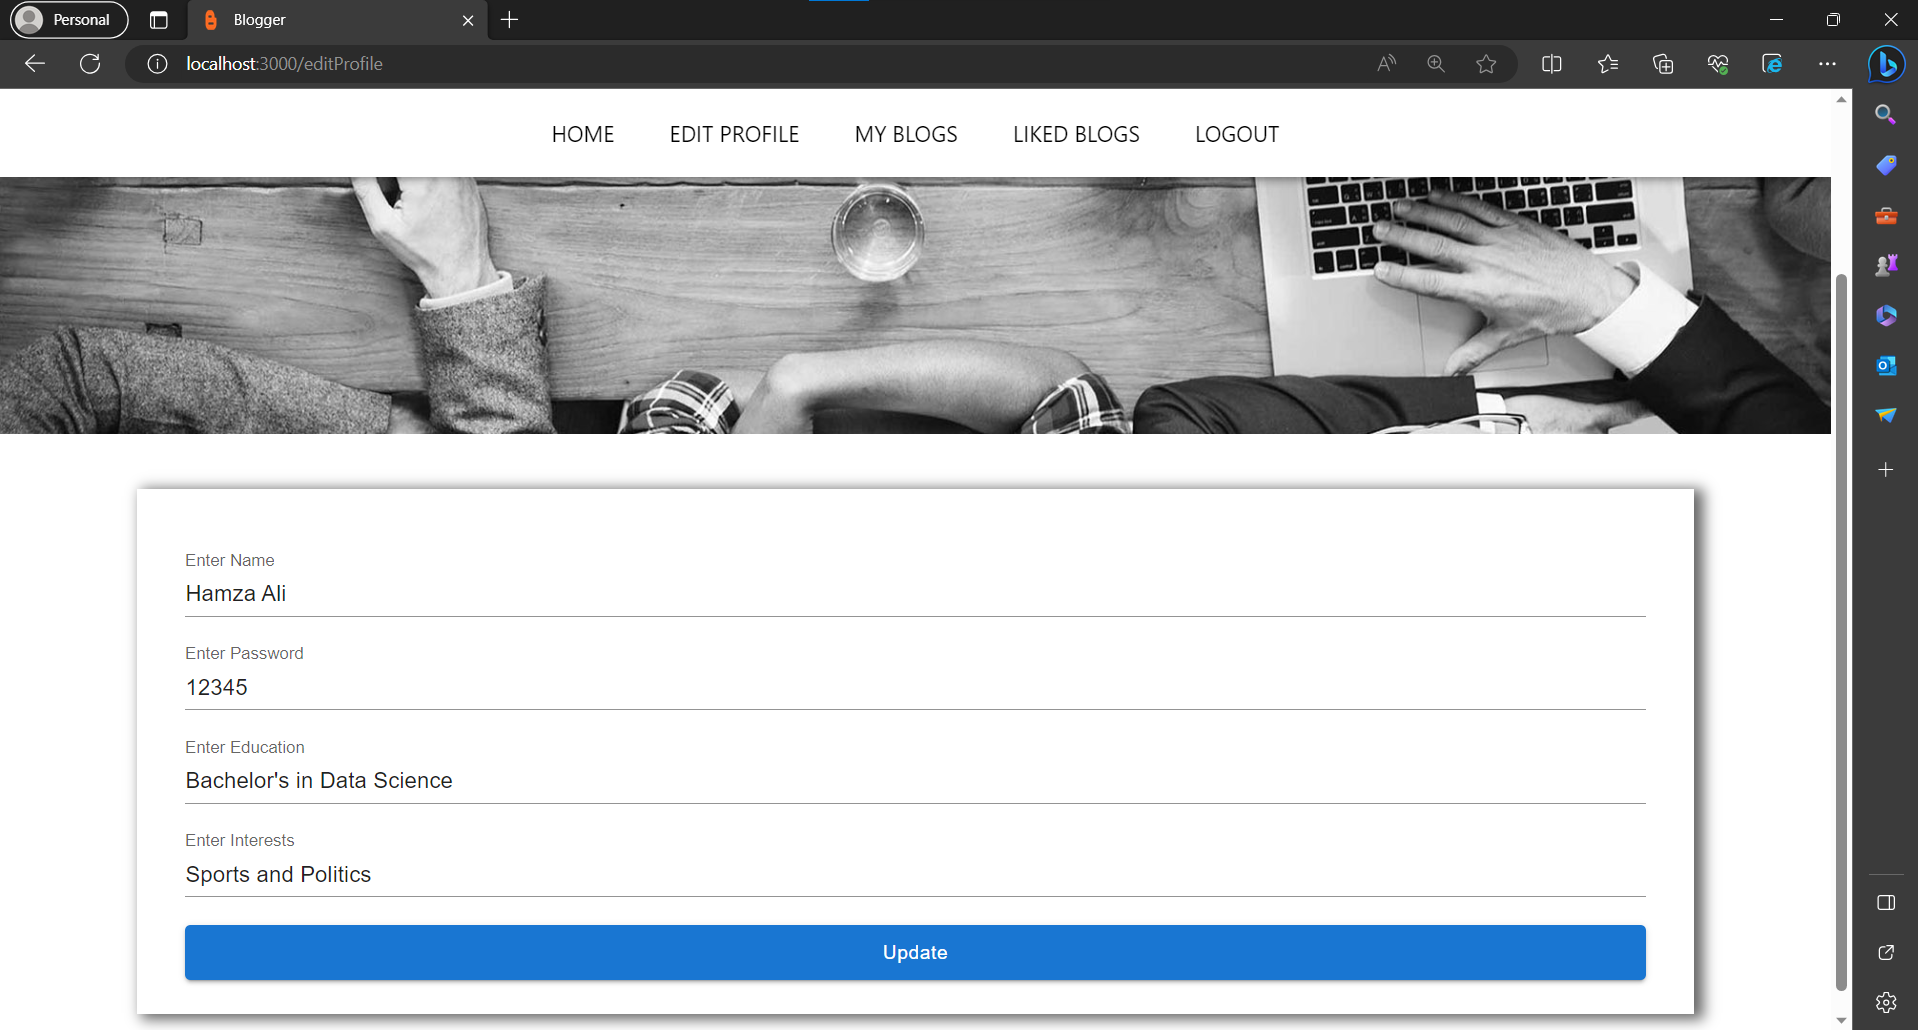 Personal
Blogger
localhost:3000/editProfile
HOME EDIT PROFILE MY BLOGS LIKED BLOGS LOGOUT
Enter Name
Hamza Ali
Enter Password
12345
Enter Education
Bachelor's in Data Science
Enter Interests
Sports and Politics
Update